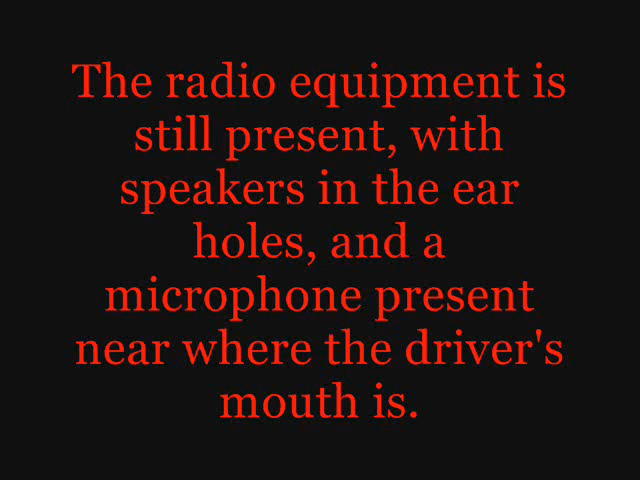 The radio equipment is
still present, with
speakers in the ear
holes, and a
microphone present
near where the driver's
mouth is.